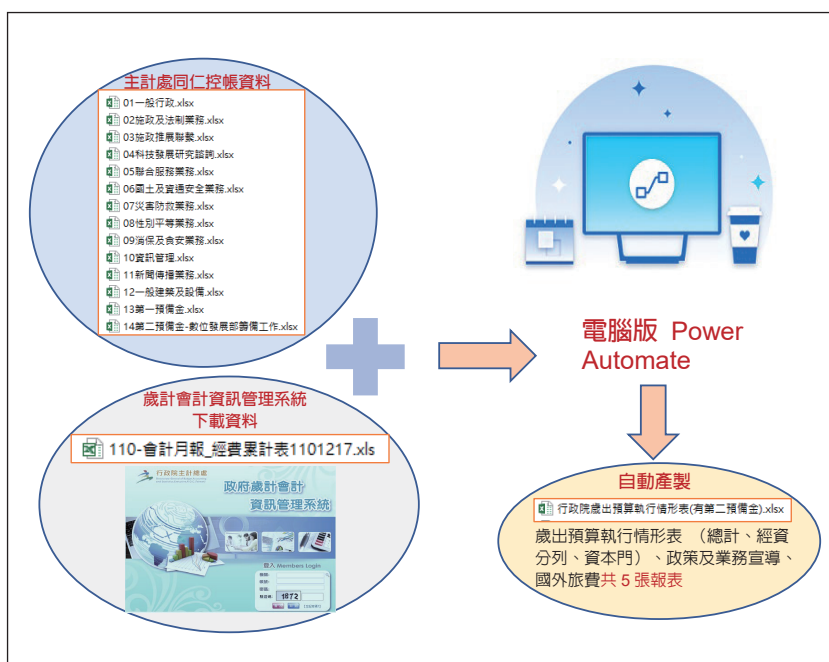 主計處同仁控帳資料
01一般行政.xlsx
02施政及法制業務.xlsx
03施政推展聯繫.xlsx
04科技發展研究諮詢.xlsx
05聯合服務業務.xlsx
06國土及資通安全業務.xlsx
07災害防救業務.xlsx
08性別平等業務.xlsx
09消保及食安業務.xlsx
10資訊管理.xlsx
11新聞傳播業務.xlsx
12一般建築及設備.xlsx
13第一預備金.xlsx
14第二預備金-數位發展部籌備工作.xlsx
歲計會計資訊管理系統
下載資料
110-會計月報_經費累計表1101217.xls
行政院主計總處
政府歲計會計
資訊管理系統
登入 Members Login
1872
電腦版 Power
Automate
自動產製
行政院歲出預算執行情形表(有第二預備金).xlsx
歲出預算執行情形表 （總計、經資
分列、資本門）、政策及業務宣導、
國外旅費共 5 張報表